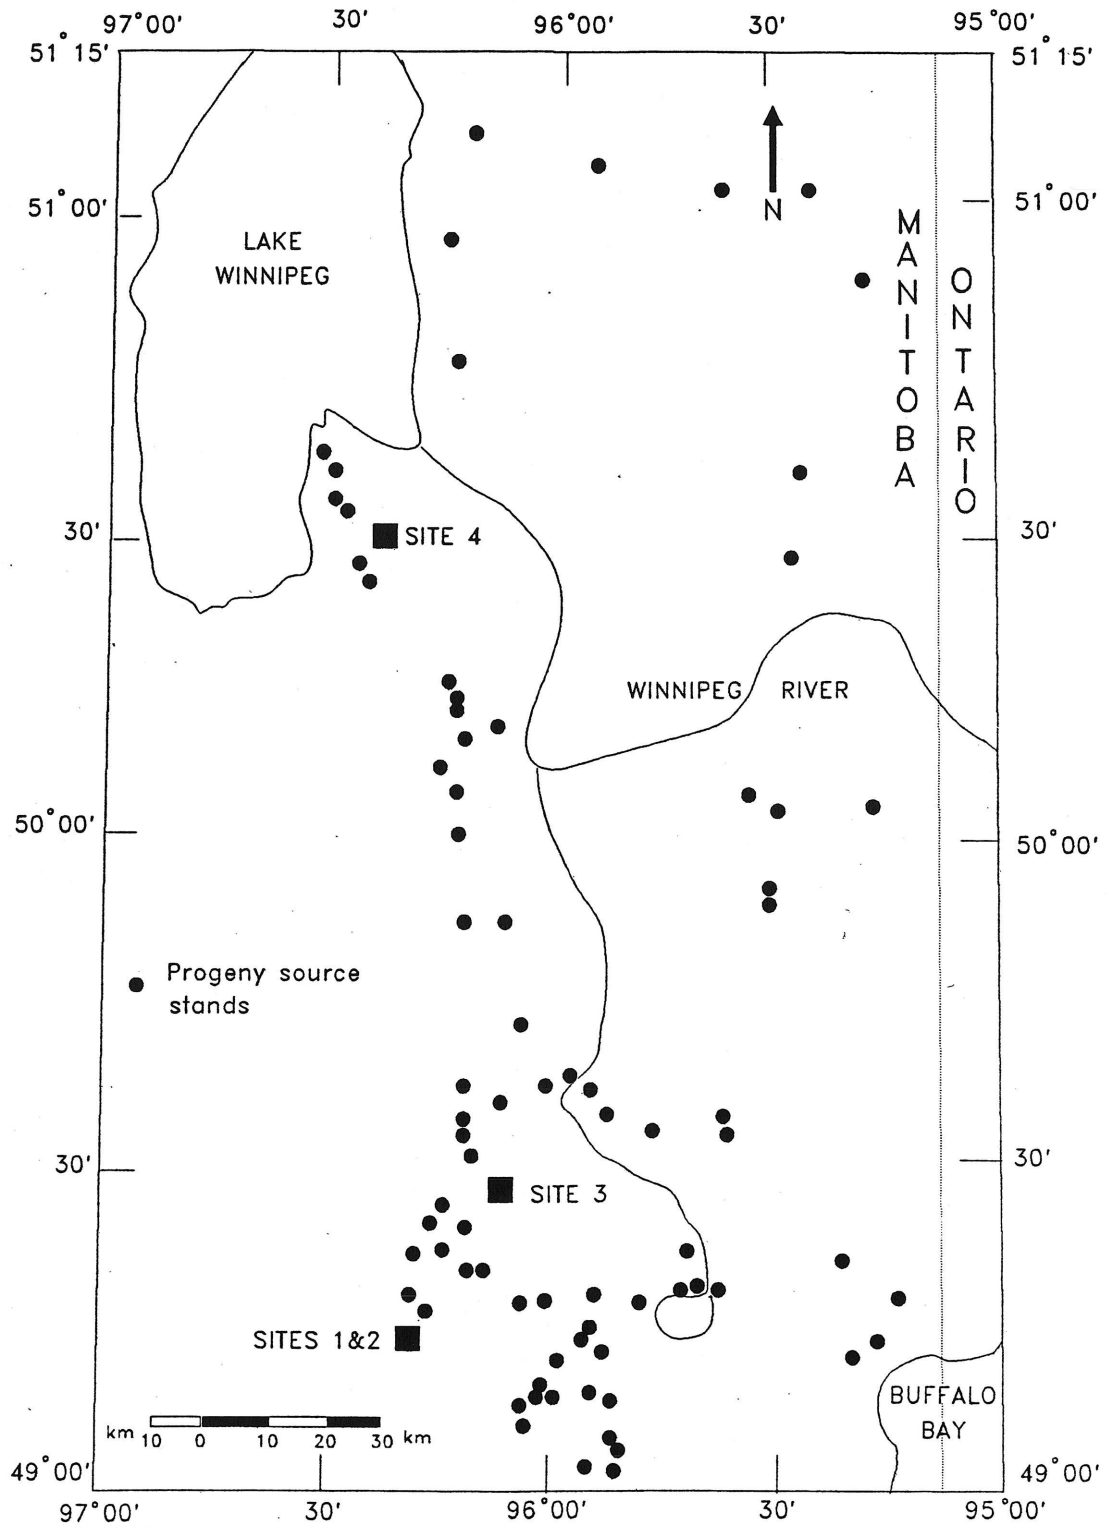 97°00' 30' 96°00' 30' 95°00'
51°15' 51°15'
N
51°00' 51°00'
LAKE
WINNIPEG
MANITOBA
ONTARIO
SITE 4
30' 30'
WINNIPEG RIVER
50°00' 50°00'
Progeny source
stands
30' 30'
SITE 3
SITES 1&2
BUFFALO
BAY
km 10 0 10 20 30 km
49°00' 49°00'
97°00' 30' 96°00' 30' 95°00'